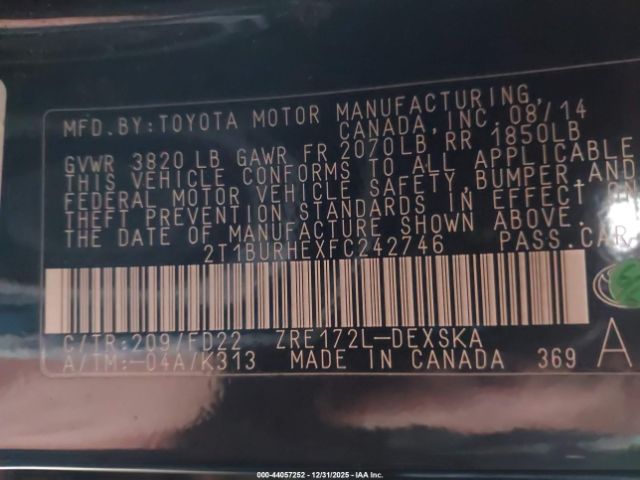 MFD.BY:TOYOTA MOTOR MANUFACTURING,
CANADA, INC. 08/14
GVWR 3820 LB GAWR FR 2070LB, RR 1850LB
THIS VEHICLE CONFORMS TO ALL APPLICABLE
FEDERAL MOTOR VEHICLE SAFETY, BUMPER AND
THEFT PREVENTION STANDARDS IN EFFECT ON
THE DATE OF MANUFACTURE SHOWN ABOVE.
2T1BURHEXFC242746 PASS.CAR
C/TR:209/FD22 ZRE172L-DEXSKA
A/TM:-04A/K313 MADE IN CANADA 369 A
000-44057252 - 12/31/2025 - IAA Inc.